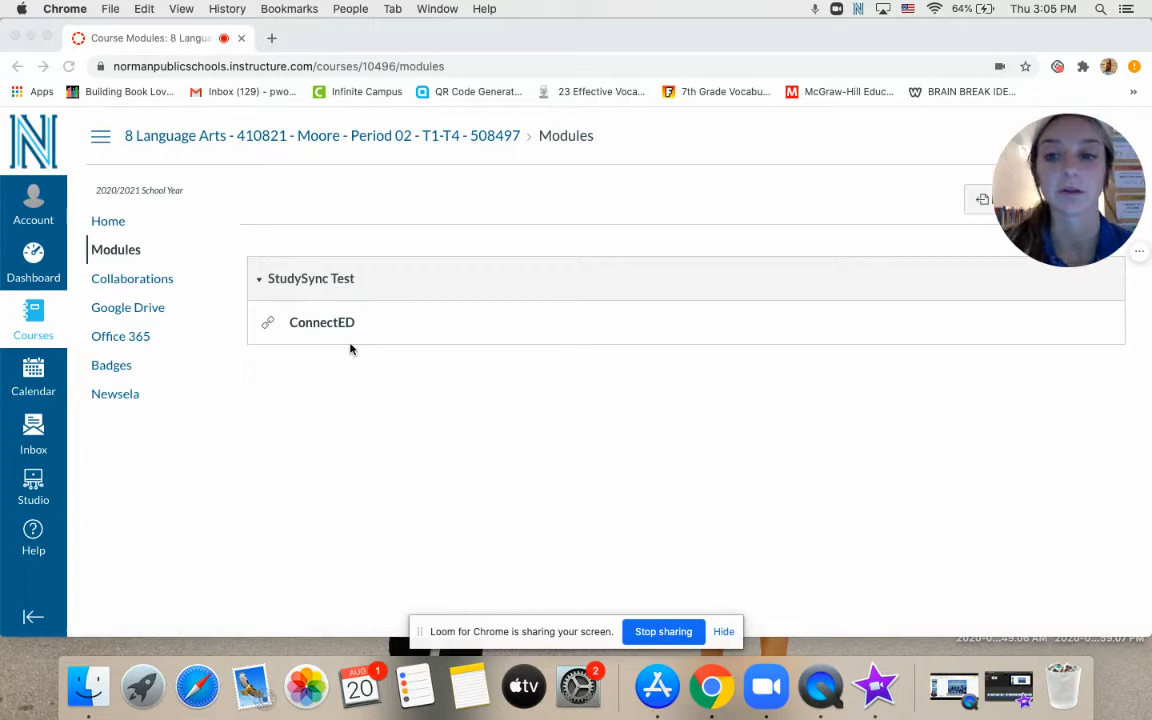 Chrome File Edit View History Bookmarks People Tab Window Help 64% Thu 3:05 PM
Course Modules: 8 Langu
normanpublicschools.instructure.com/courses/10496/modules
Apps Building Book Lov... Inbox (129) - pwo... Infinite Campus QR Code Generat... 23 Effective Voca... 7th Grade Vocabu... McGraw-Hill Educ... BRAIN BREAK IDE... »
8 Language Arts - 410821 - Moore - Period 02 - T1-T4 - 508497 › Modules
2020/2021 School Year
Account
Dashboard
Courses
Calendar
Inbox
Studio
Help
Home
Modules
Collaborations
Google Drive
Office 365
Badges
Newsela
StudySync Test
ConnectED
Loom for Chrome is sharing your screen. Stop sharing Hide
AUG
20
1
tv
2